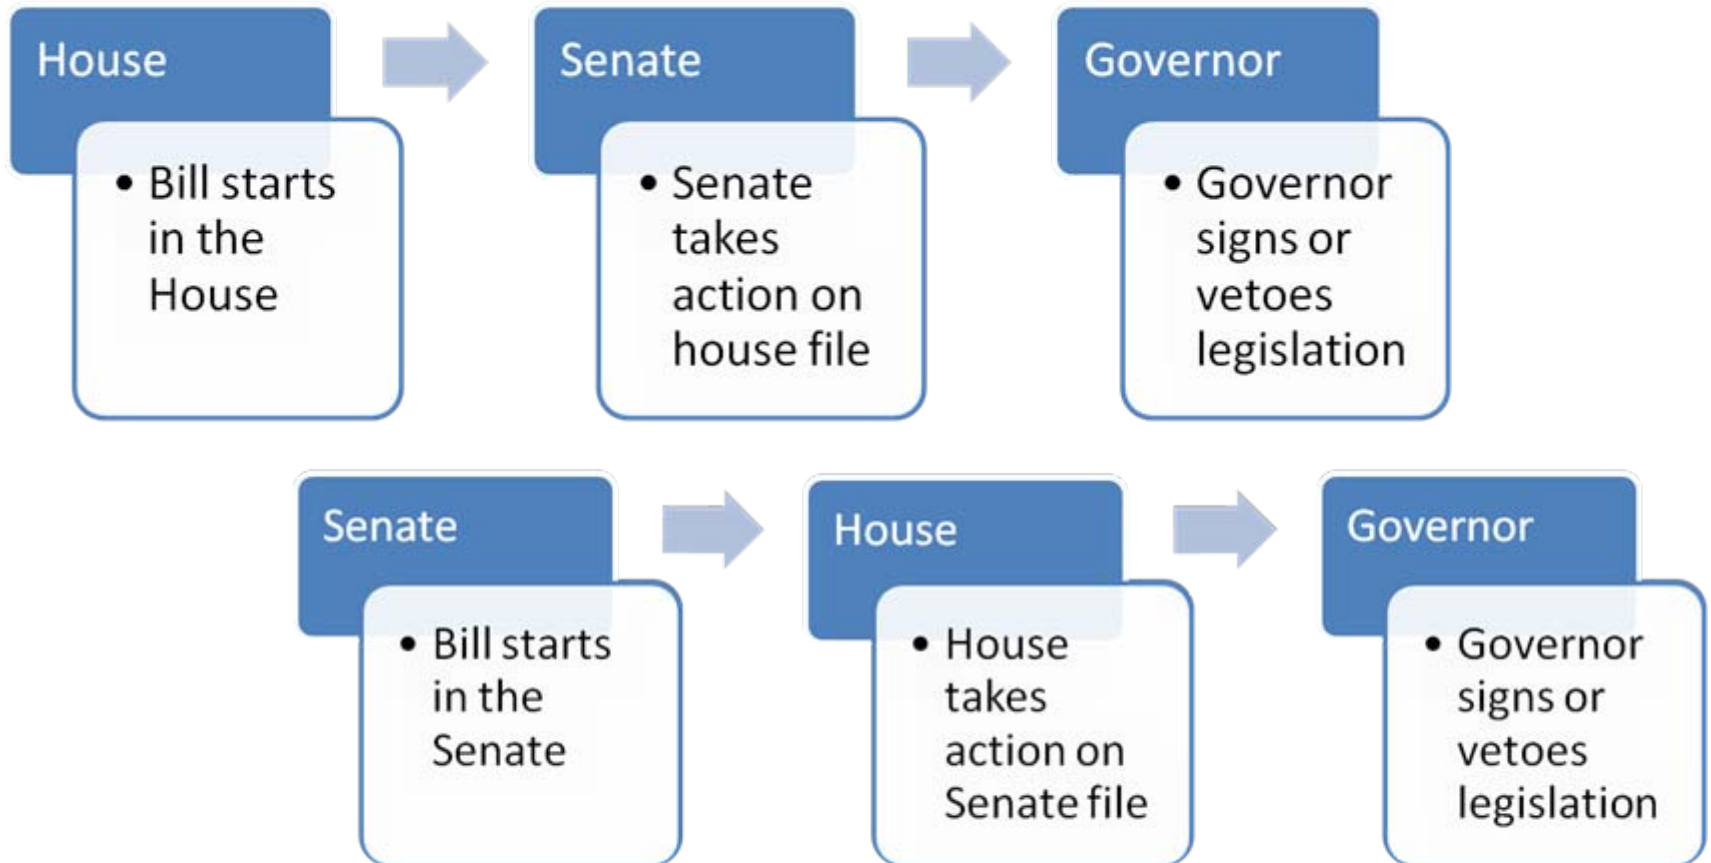 House
Senate
Governor
• Bill starts
in the
House
• Senate
takes
action on
house file
• Governor
signs or
vetoes
legislation
Senate
House
Governor
• Bill starts
in the
Senate
• House
takes
action on
Senate file
• Governor
signs or
vetoes
legislation